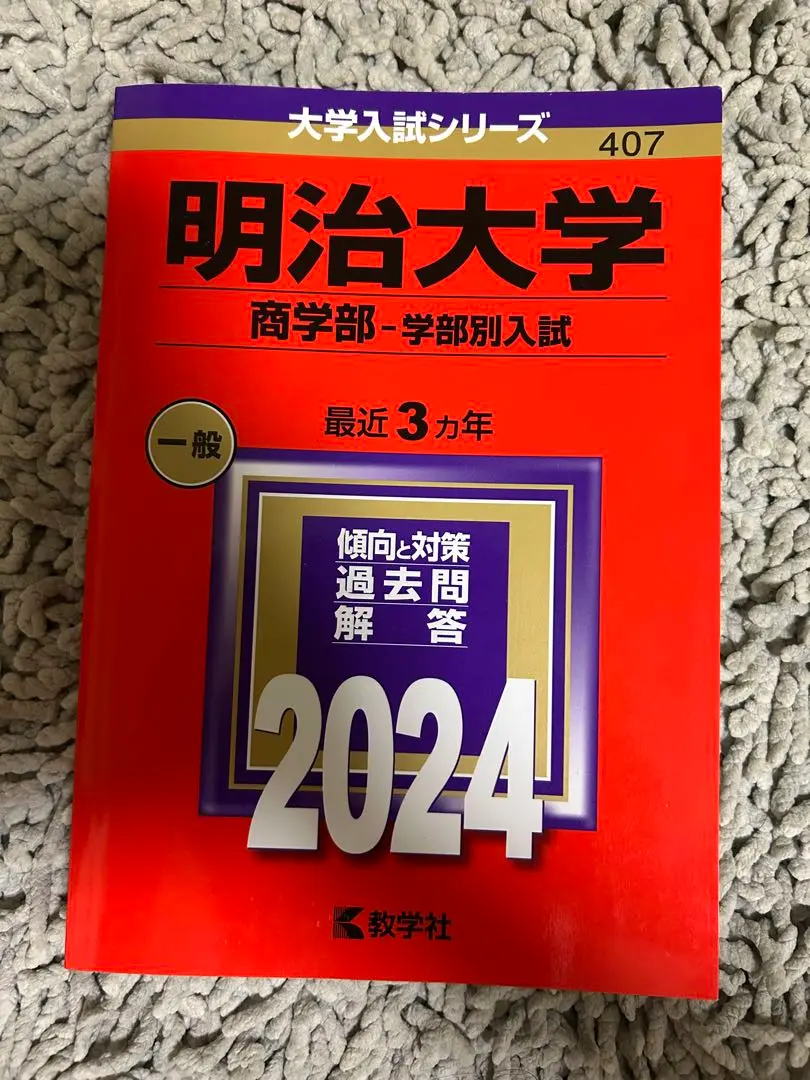 大学入試シリーズ
407
明治大学
商学部-学部別入試
最近3カ年
一般
傾向と対策
過去問
解答
2024
教学社